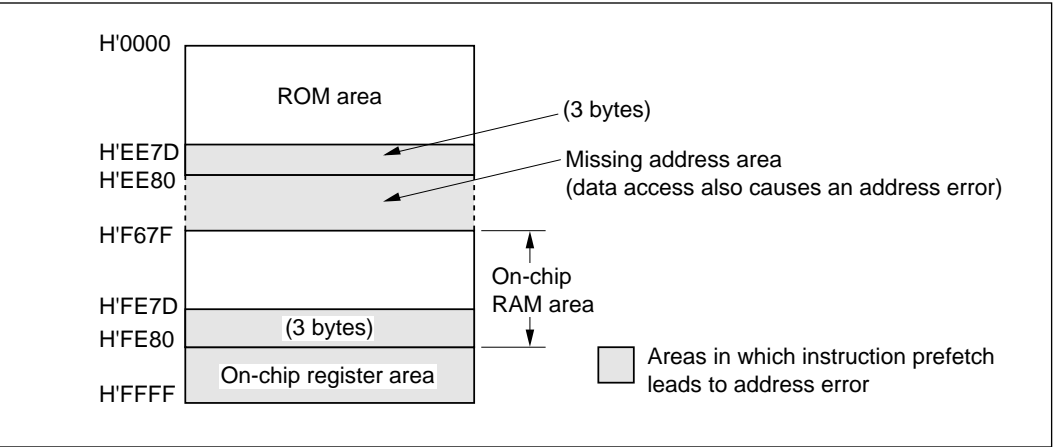 H'0000
ROM area
(3 bytes)
H'EE7D
Missing address area
H'EE80
(data access also causes an address error)
H'F67F
On-chip
RAM area
H'FE7D
(3 bytes)
H'FE80
On-chip register area
Areas in which instruction prefetch
leads to address error
H'FFFF